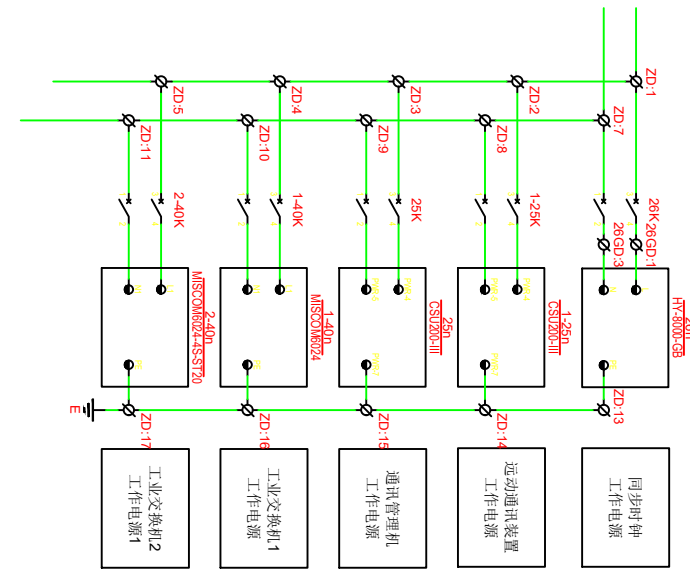 ZD:1
ZD:2
ZD:3
ZD:4
ZD:5
ZD:7
ZD:8
ZD:9
ZD:10
ZD:11
26K
1-25K
25K
1-40K
2-40K
26GD:1
26GD:3
HY-8000-GB
1-25n
CSU200-III
25n
CSU200-III
1-40n
MISCOM6024
2-40n
MISCOM6024-4S-ST20
ZD:13
ZD:14
ZD:15
ZD:16
ZD:17
E
同步时钟
工作电源
远动通讯装置
工作电源
通讯管理机
工作电源
工业交换机1
工作电源
工业交换机2
工作电源1